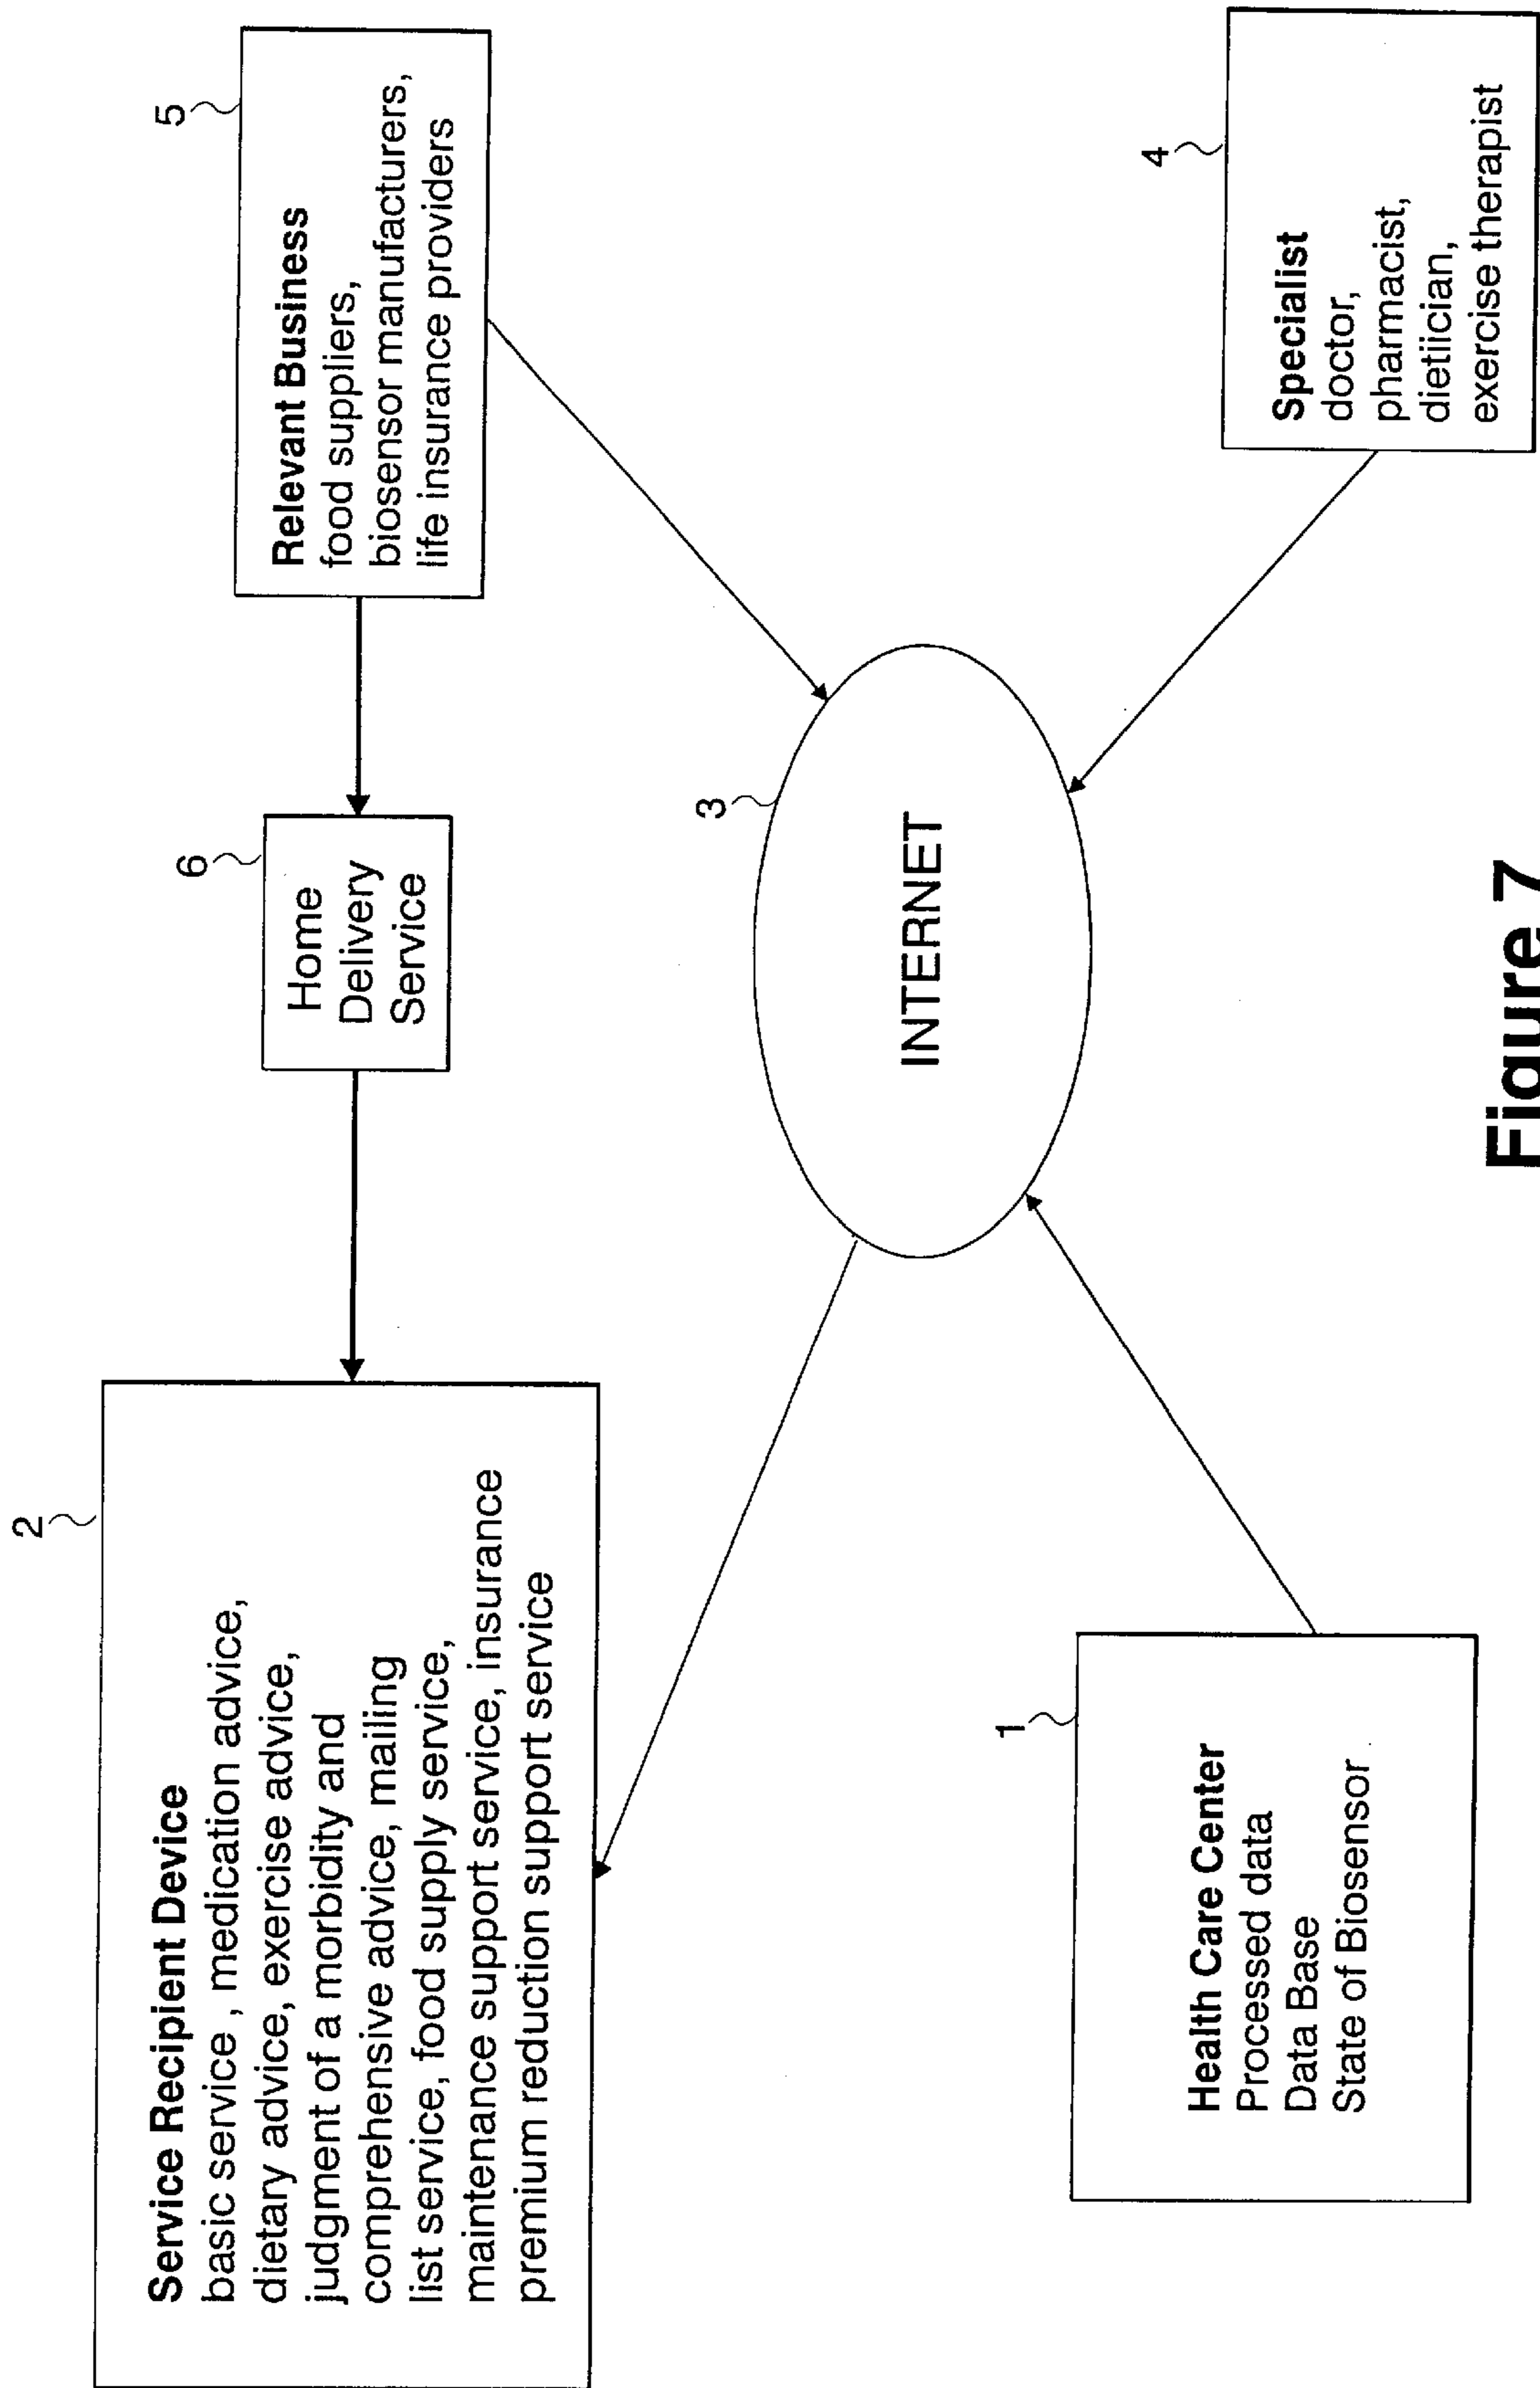 2
Service Recipient Device
basic service , medication advice,
dietary advice, exercise advice,
judgment of a morbidity and
comprehensive advice, mailing
list service, food supply service,
maintenance support service, insurance
premium reduction support service
6
Home
Delivery
Service
5
Relevant Business
food suppliers,
biosensor manufacturers,
life insurance providers
3
INTERNET
1
Health Care Center
Processed data
Data Base
State of Biosensor
4
Specialist
doctor,
pharmacist,
dietiician,
exercise therapist
Figure 7